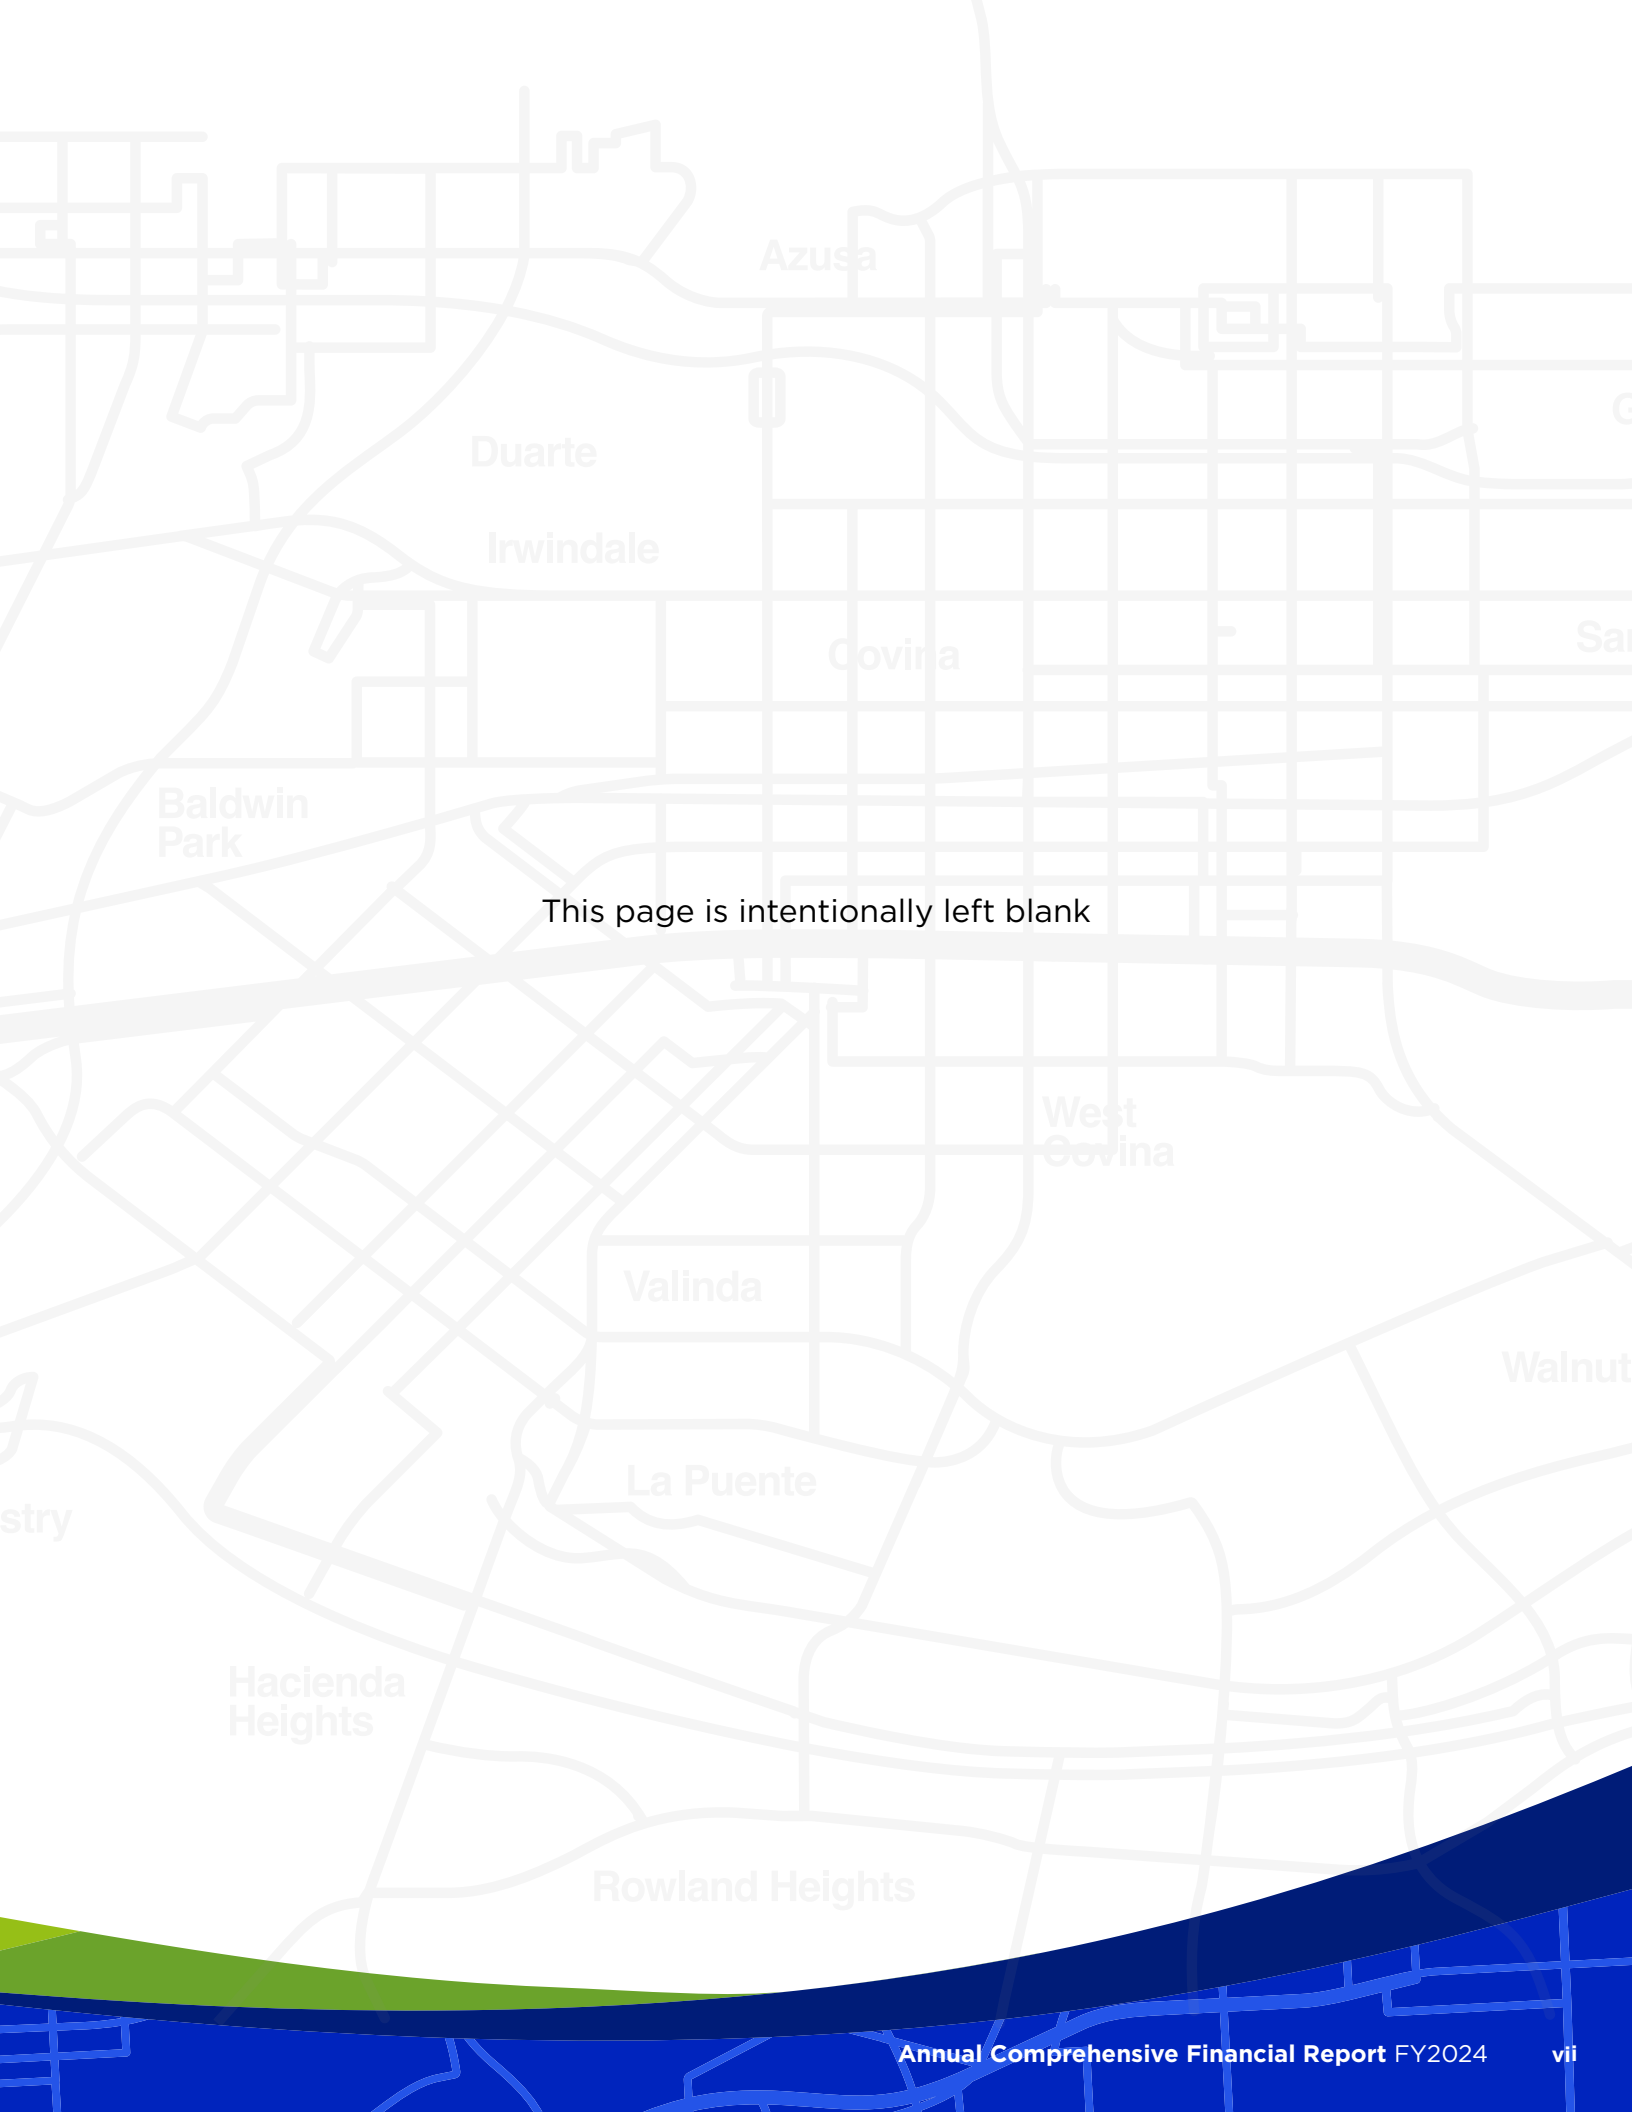 Azusa
Duarte
Irwindale
Covina
Baldwin
Park
This page is intentionally left blank
West
Covina
Valinda
Walnut
La Puente
stry
Hacienda
Heights
Rowland Heights
Annual Comprehensive Financial Report FY2024 vii